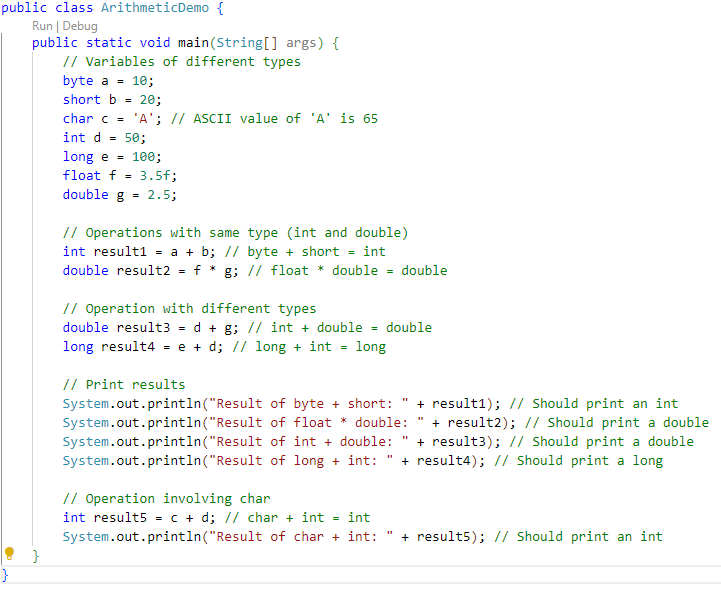 public class ArithmeticDemo {
Run | Debug
public static void main(String[] args) {
// Variables of different types
byte a = 10;
short b = 20;
char c = 'A'; // ASCII value of 'A' is 65
int d = 50;
long e = 100;
float f = 3.5f;
double g = 2.5;
// Operations with same type (int and double)
int result1 = a + b; // byte + short = int
double result2 = f * g; // float * double = double
// Operation with different types
double result3 = d + g; // int + double = double
long result4 = e + d; // long + int = long
// Print results
System.out.println("Result of byte + short: " + result1); // Should print an int
System.out.println("Result of float * double: " + result2); // Should print a double
System.out.println("Result of int + double: " + result3); // Should print a double
System.out.println("Result of long + int: " + result4); // Should print a long
// Operation involving char
int result5 = c + d; // char + int = int
System.out.println("Result of char + int: " + result5); // Should print an int
}
}